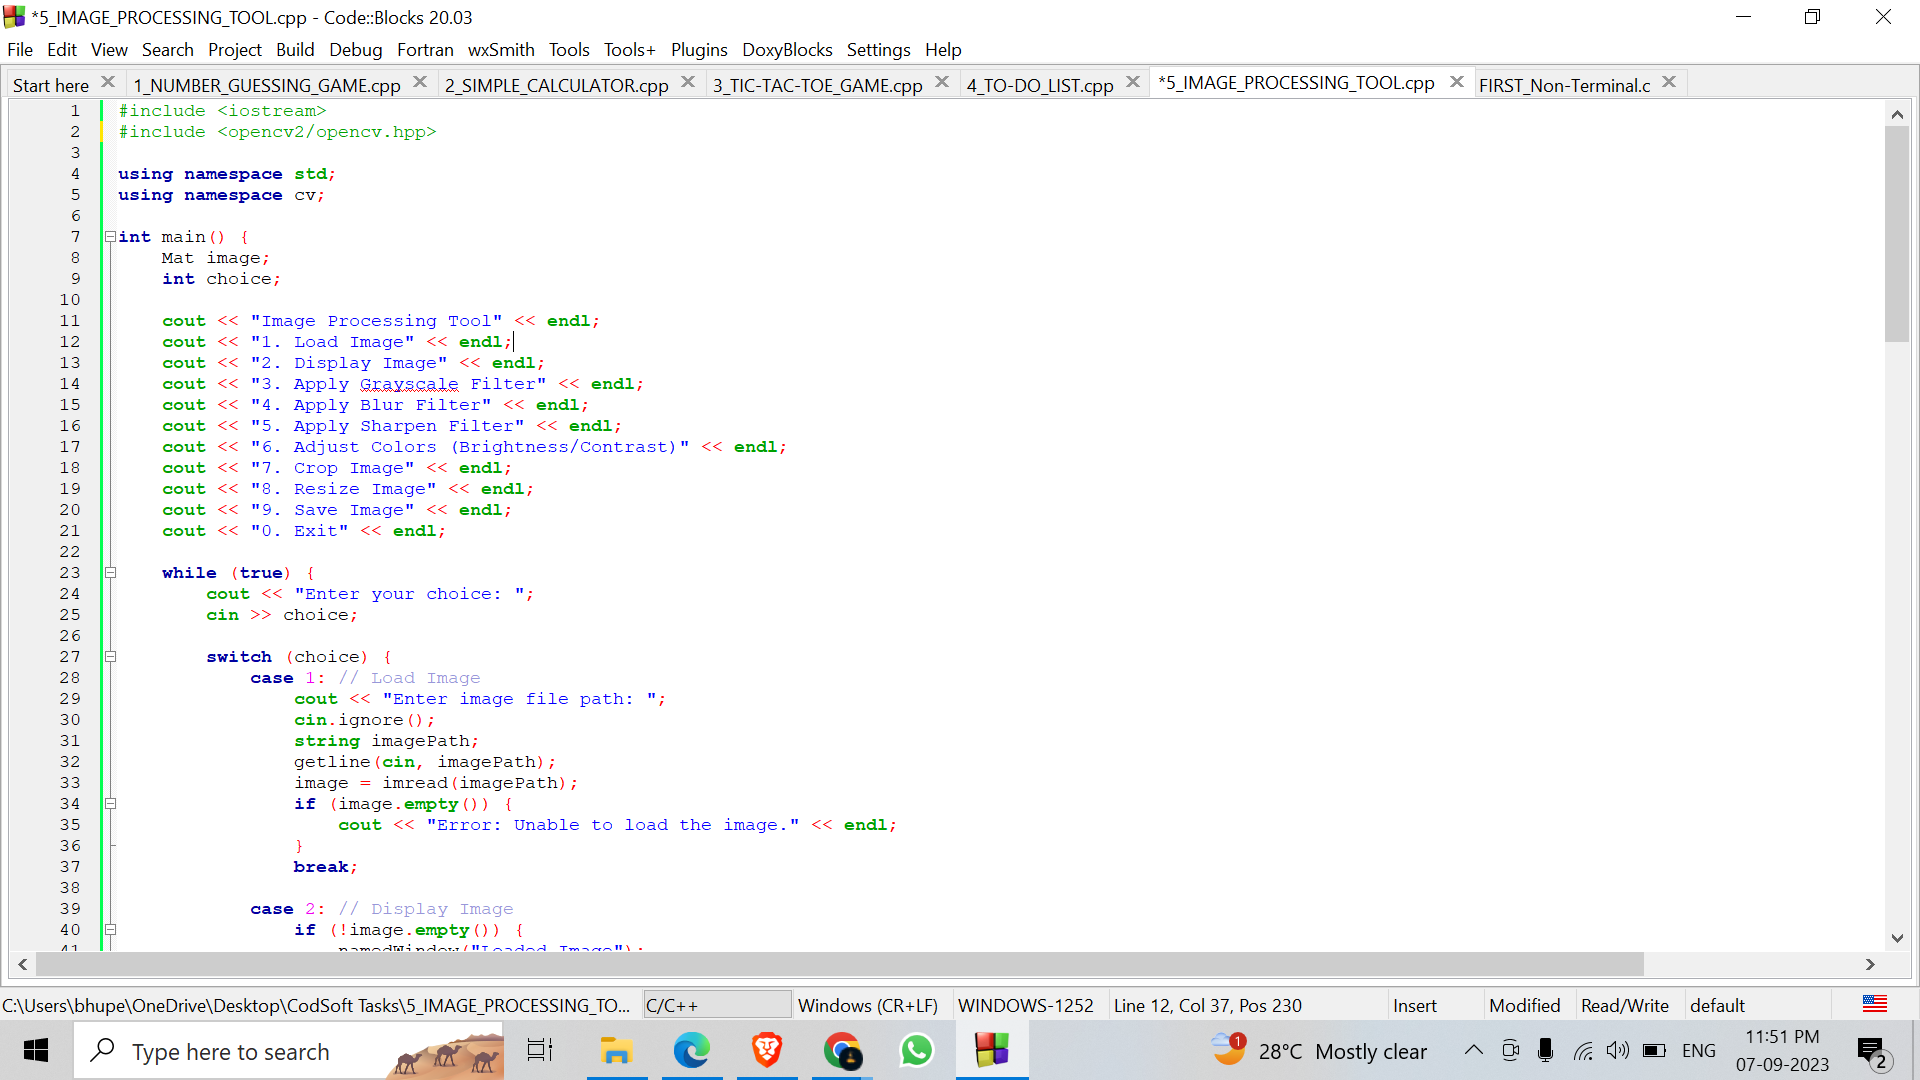 *5_IMAGE_PROCESSING_TOOL.cpp - Code::Blocks 20.03
File Edit View Search Project Build Debug Fortran wxSmith Tools Tools+ Plugins DoxyBlocks Settings Help
Start here 1_NUMBER_GUESSING_GAME.cpp 2_SIMPLE_CALCULATOR.cpp 3_TIC-TAC-TOE_GAME.cpp 4_TO-DO_LIST.cpp *5_IMAGE_PROCESSING_TOOL.cpp FIRST_Non-Terminal.c
1 #include <iostream>
2 #include <opencv2/opencv.hpp>
3
4 using namespace std;
5 using namespace cv;
6
7 int main() {
8     Mat image;
9     int choice;
10
11     cout << "Image Processing Tool" << endl;
12     cout << "1. Load Image" << endl;
13     cout << "2. Display Image" << endl;
14     cout << "3. Apply Grayscale Filter" << endl;
15     cout << "4. Apply Blur Filter" << endl;
16     cout << "5. Apply Sharpen Filter" << endl;
17     cout << "6. Adjust Colors (Brightness/Contrast)" << endl;
18     cout << "7. Crop Image" << endl;
19     cout << "8. Resize Image" << endl;
20     cout << "9. Save Image" << endl;
21     cout << "0. Exit" << endl;
22
23     while (true) {
24         cout << "Enter your choice: ";
25         cin >> choice;
26
27         switch (choice) {
28             case 1: // Load Image
29                 cout << "Enter image file path: ";
30                 cin.ignore();
31                 string imagePath;
32                 getline(cin, imagePath);
33                 image = imread(imagePath);
34                 if (image.empty()) {
35                     cout << "Error: Unable to load the image." << endl;
36                 }
37                 break;
38
39             case 2: // Display Image
40                 if (!image.empty()) {
41                     namedWindow("Loaded Image");
C:\Users\bhupe\OneDrive\Desktop\CodSoft Tasks\5_IMAGE_PROCESSING_TO... C/C++ Windows (CR+LF) WINDOWS-1252 Line 12, Col 37, Pos 230 Insert Modified Read/Write default
Type here to search 1 28°C Mostly clear ENG 11:51 PM
07-09-2023 2